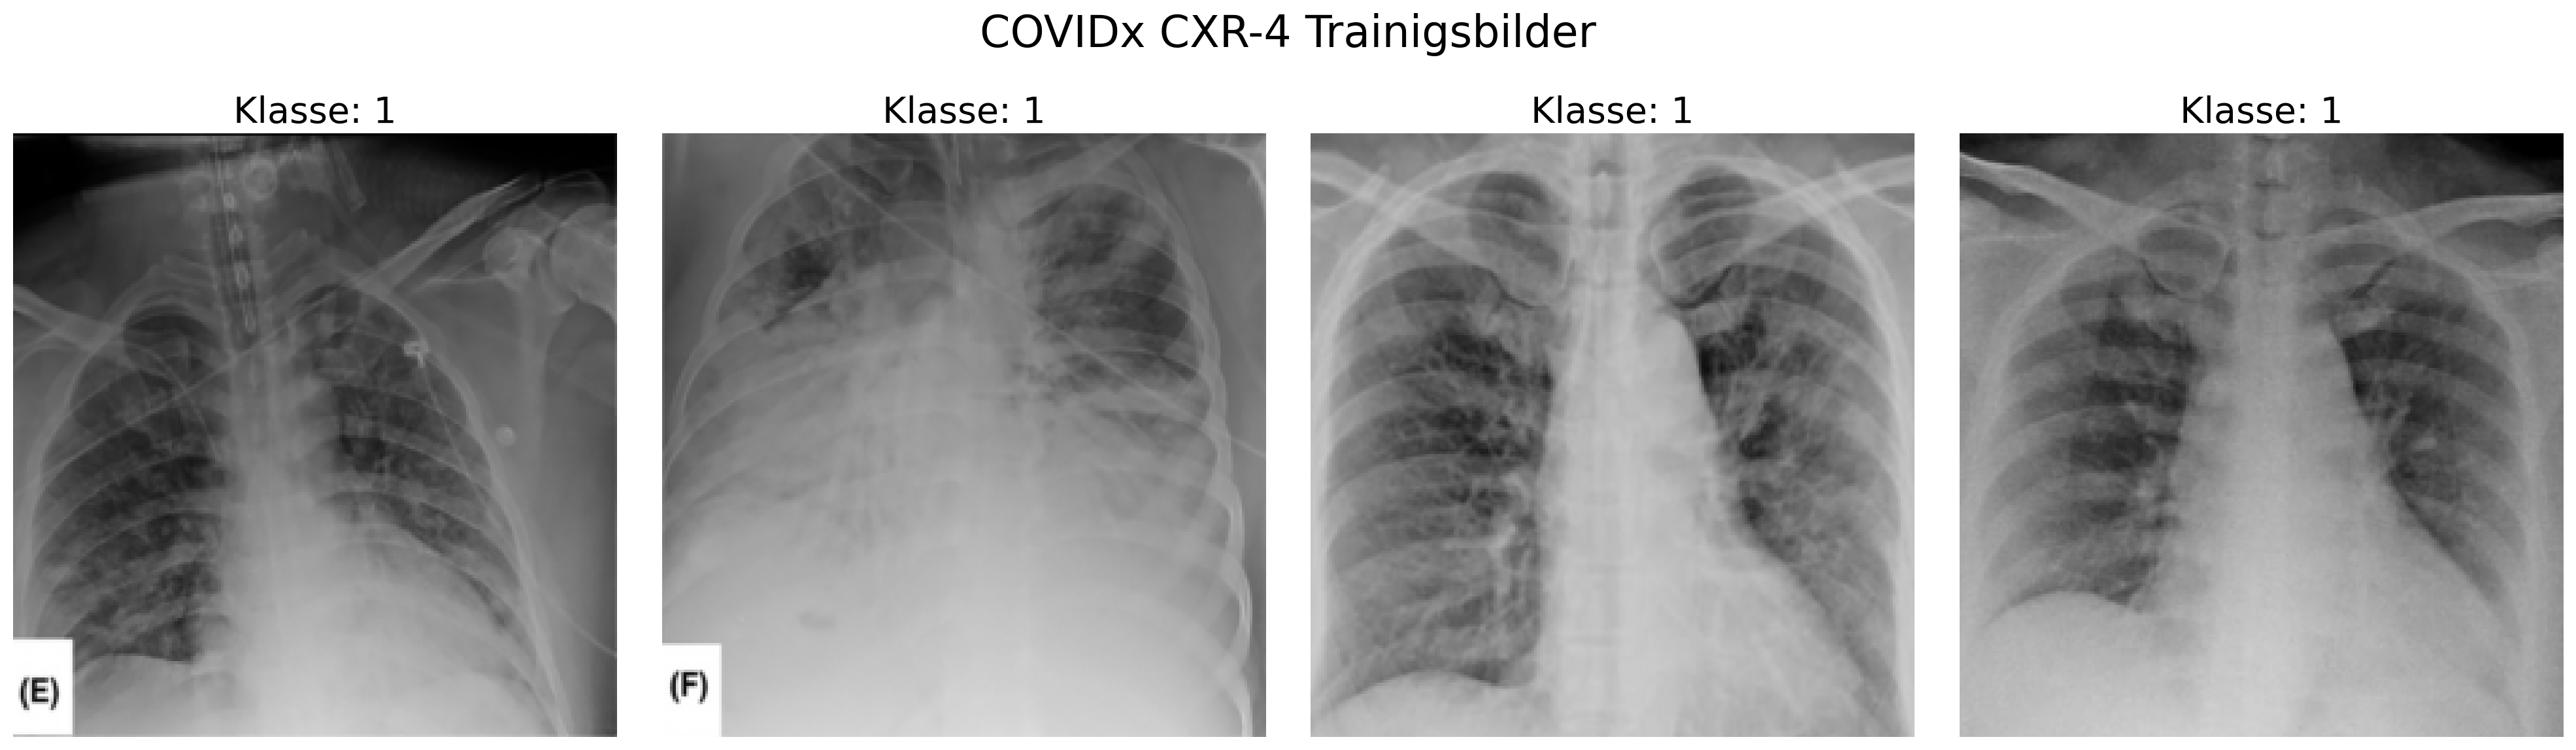 COVIDx CXR-4 Trainigsbilder
Klasse: 1
Klasse: 1
Klasse: 1
Klasse: 1
(E)
(F)